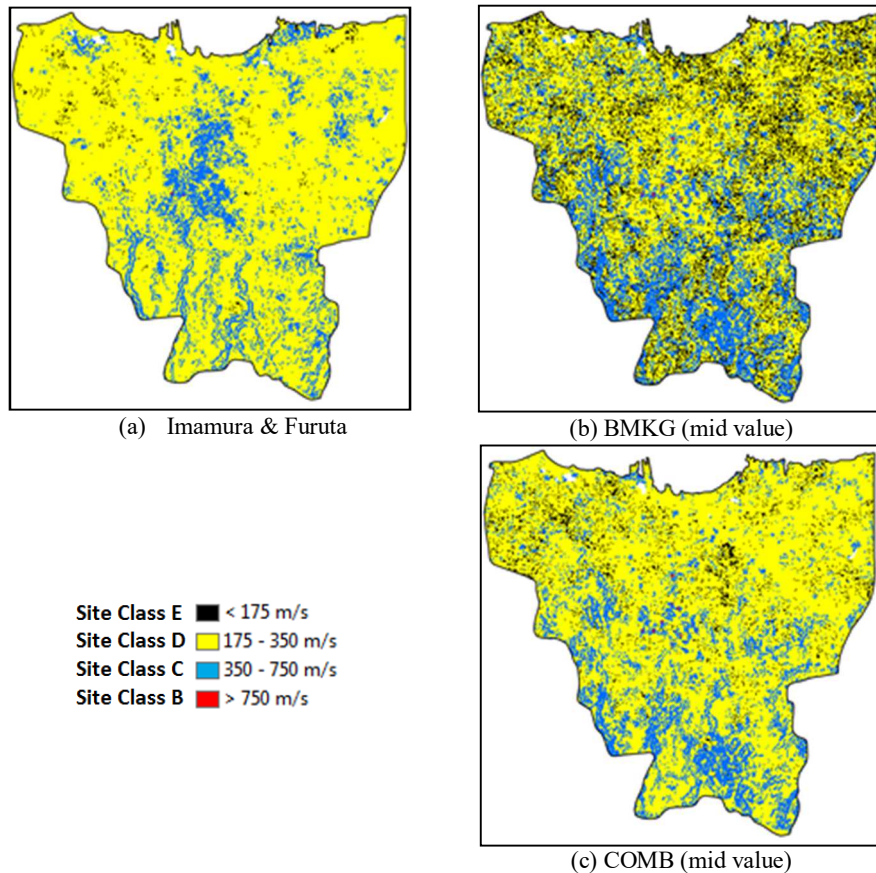 (a) Imamura & Furuta
(b) BMKG (mid value)
Site Class E < 175 m/s
Site Class D 175 - 350 m/s
Site Class C 350 - 750 m/s
Site Class B > 750 m/s
(c) COMB (mid value)